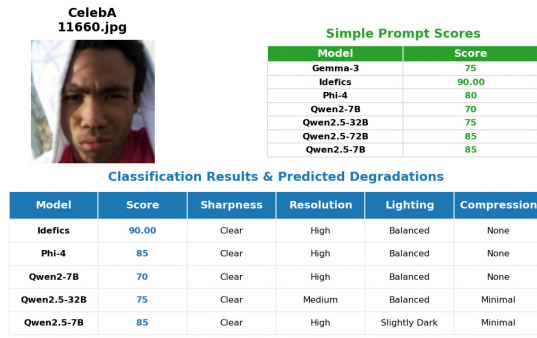 CelebA
11660.jpg
Simple Prompt Scores
Model Score
Gemma-3 75
Idefics 90.00
Phi-4 80
Qwen2-7B 70
Qwen2.5-32B 75
Qwen2.5-72B 85
Qwen2.5-7B 85
Classification Results & Predicted Degradations
Model Score Sharpness Resolution Lighting Compression
Idefics 90.00 Clear High Balanced None
Phi-4 85 Clear High Balanced None
Qwen2-7B 70 Clear High Balanced None
Qwen2.5-32B 75 Clear Medium Balanced Minimal
Qwen2.5-7B 85 Clear High Slightly Dark Minimal